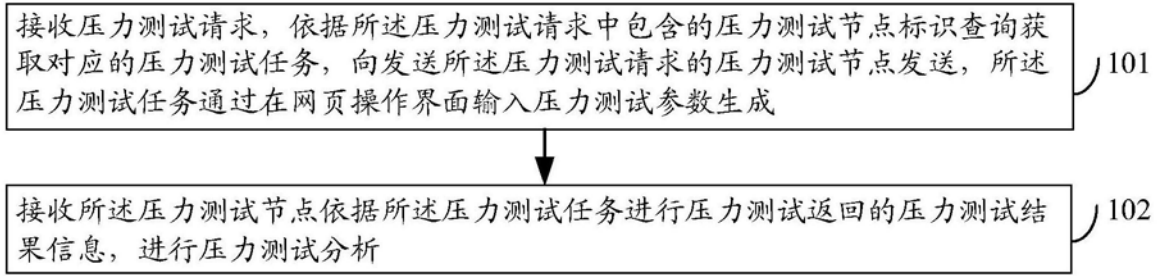 接收压力测试请求，依据所述压力测试请求中包含的压力测试节点标识查询获
取对应的压力测试任务，向发送所述压力测试请求的压力测试节点发送，所述
压力测试任务通过在网页操作界面输入压力测试参数生成
101
接收所述压力测试节点依据所述压力测试任务进行压力测试返回的压力测试结
果信息，进行压力测试分析
102